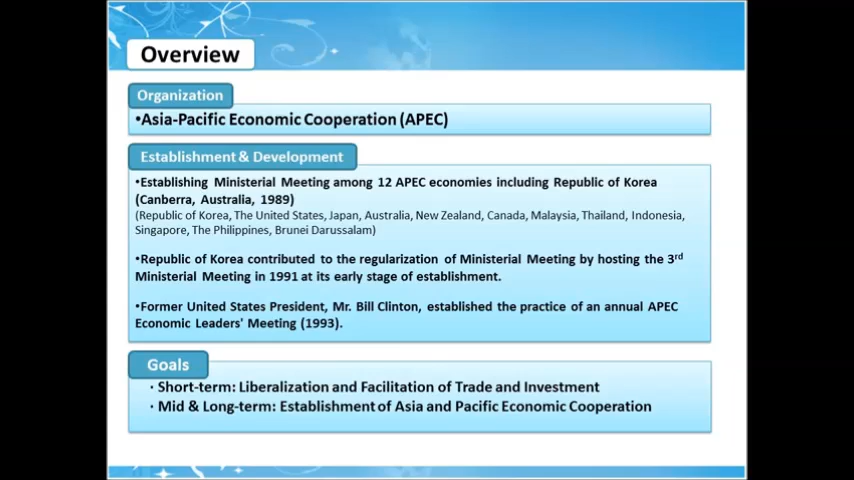 Overview
Organization
•Asia-Pacific Economic Cooperation (APEC)
Establishment & Development
•Establishing Ministerial Meeting among 12 APEC economies including Republic of Korea
(Canberra, Australia, 1989)
(Republic of Korea, The United States, Japan, Australia, New Zealand, Canada, Malaysia, Thailand, Indonesia,
Singapore, The Philippines, Brunei Darussalam)
•Republic of Korea contributed to the regularization of Ministerial Meeting by hosting the 3rd
Ministerial Meeting in 1991 at its early stage of establishment.
•Former United States President, Mr. Bill Clinton, established the practice of an annual APEC
Economic Leaders' Meeting (1993).
Goals
· Short-term: Liberalization and Facilitation of Trade and Investment
· Mid & Long-term: Establishment of Asia and Pacific Economic Cooperation